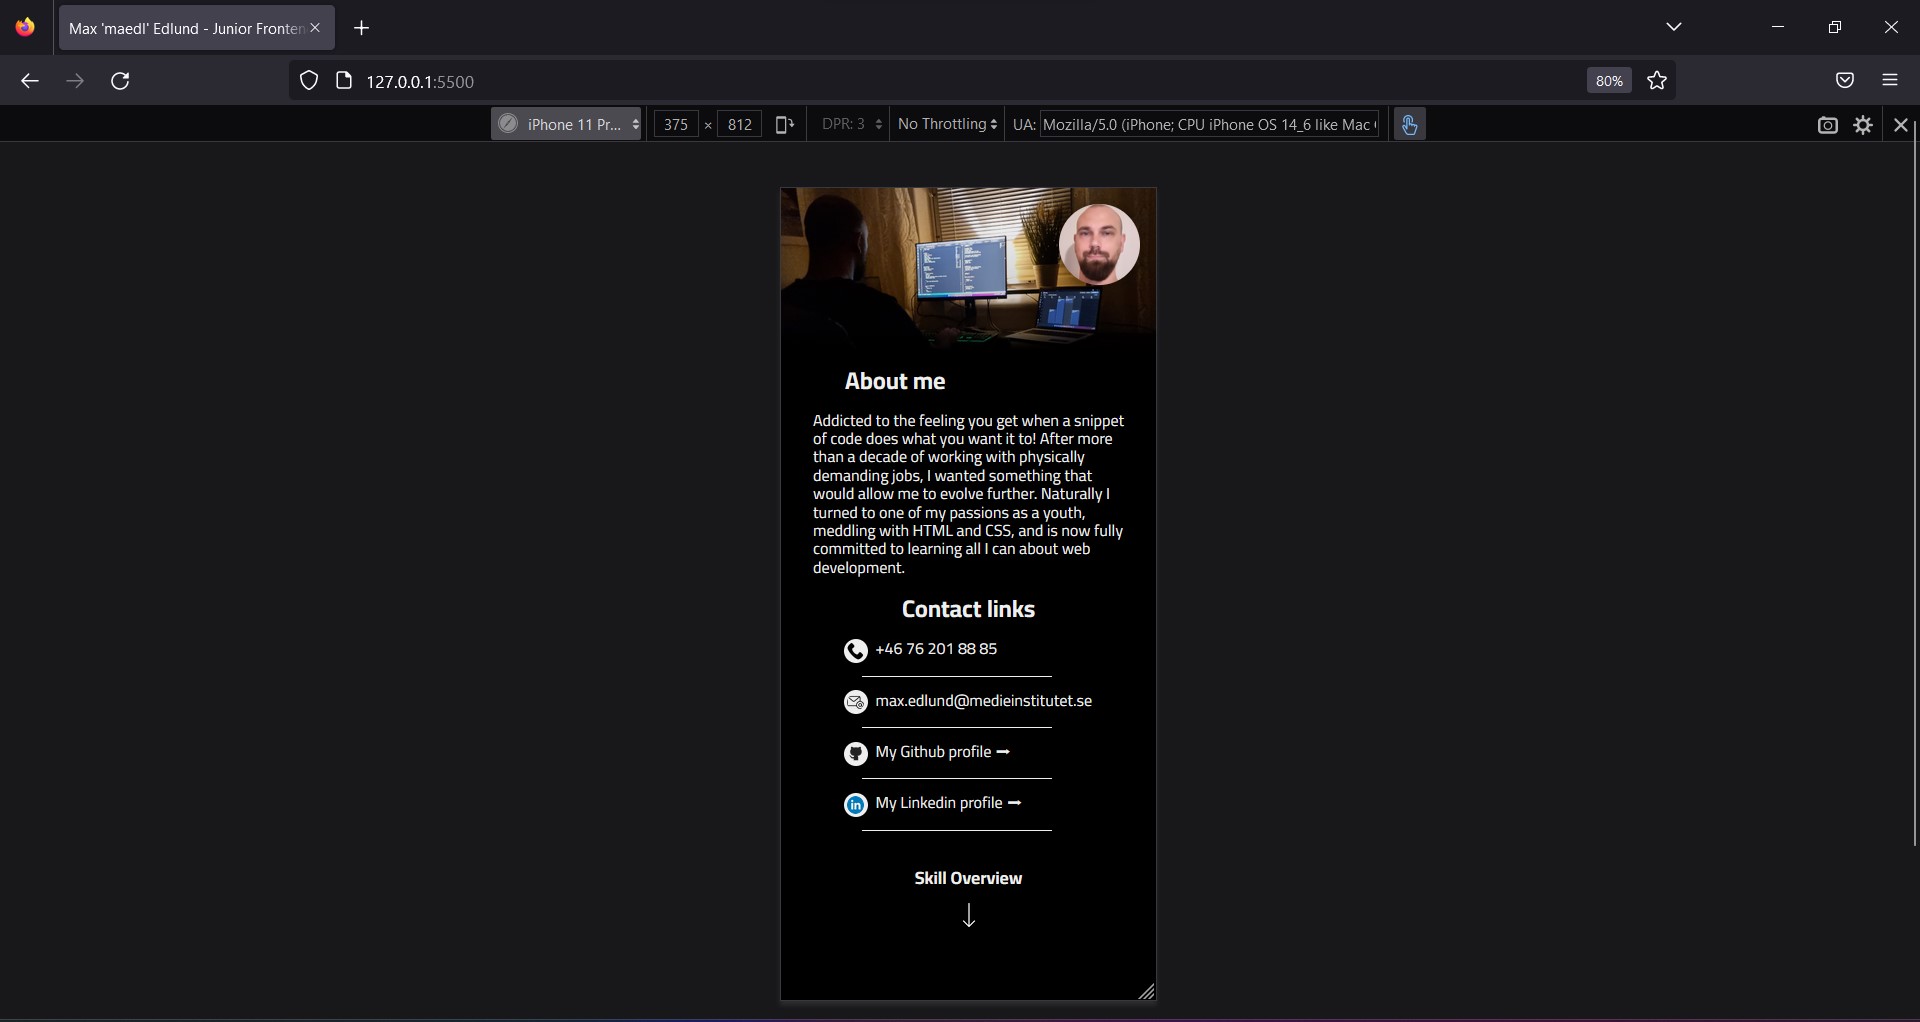 Max 'maedl' Edlund - Junior Fronten
127.0.0.1:5500
80%
iPhone 11 Pr...
375 × 812
DPR: 3
No Throttling
UA: Mozilla/5.0 (iPhone; CPU iPhone OS 14_6 like Mac
About me
Addicted to the feeling you get when a snippet
of code does what you want it to! After more
than a decade of working with physically
demanding jobs, I wanted something that
would allow me to evolve further. Naturally I
turned to one of my passions as a youth,
meddling with HTML and CSS, and is now fully
committed to learning all I can about web
development.
Contact links
+46 76 201 88 85
max.edlund@medieinstitutet.se
My Github profile ➞
My Linkedin profile ➞
in
Skill Overview
↓